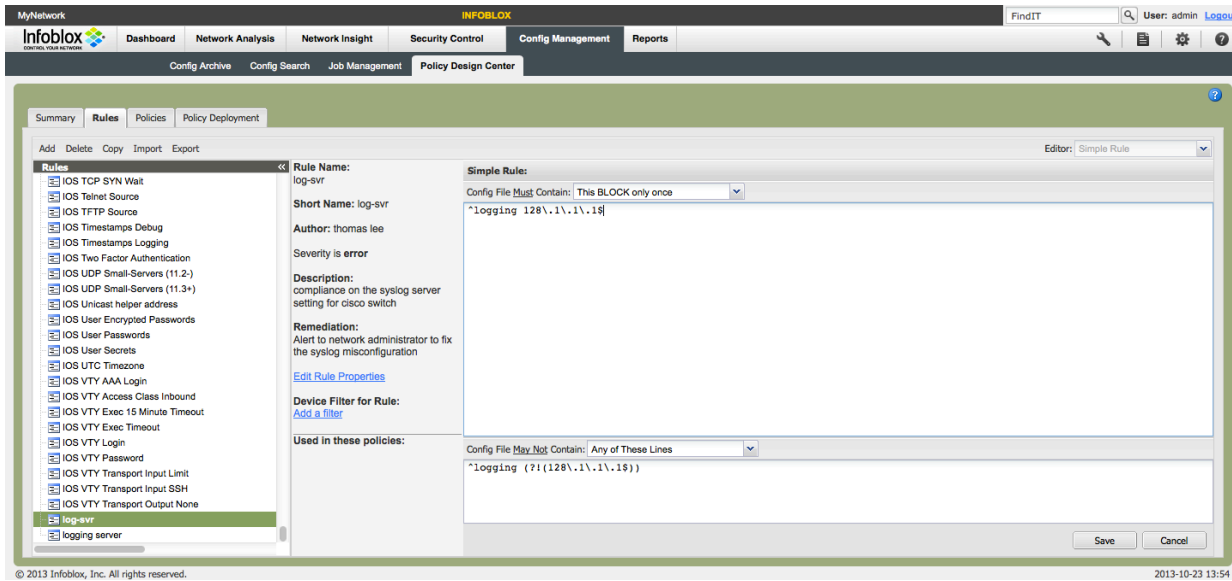 MyNetwork
INFOBLOX
FindIT
User: admin Logou
Infoblox
CONTROL YOUR NETWORK
Dashboard
Network Analysis
Network Insight
Security Control
Config Management
Reports
Config Archive
Config Search
Job Management
Policy Design Center
Summary
Rules
Policies
Policy Deployment
Add Delete Copy Import Export
Editor: Simple Rule
Rules
IOS TCP SYN Wait
IOS Telnet Source
IOS TFTP Source
IOS Timestamps Debug
IOS Timestamps Logging
IOS Two Factor Authentication
IOS UDP Small-Servers (11.2-)
IOS UDP Small-Servers (11.3+)
IOS Unicast helper address
IOS User Encrypted Passwords
IOS User Passwords
IOS User Secrets
IOS UTC Timezone
IOS VTY AAA Login
IOS VTY Access Class Inbound
IOS VTY Exec 15 Minute Timeout
IOS VTY Exec Timeout
IOS VTY Login
IOS VTY Password
IOS VTY Transport Input Limit
IOS VTY Transport Input SSH
IOS VTY Transport Output None
log-svr
logging server
Rule Name:
log-svr
Short Name: log-svr
Author: thomas lee
Severity is error
Description:
compliance on the syslog server
setting for cisco switch
Remediation:
Alert to network administrator to fix
the syslog misconfiguration
Edit Rule Properties
Device Filter for Rule:
Add a filter
Used in these policies:
Simple Rule:
Config File Must Contain: This BLOCK only once
^logging 128\.1\.1\.1$
Config File May Not Contain: Any of These Lines
^logging (?!(128\.1\.1\.1$))
Save
Cancel
© 2013 Infoblox, Inc. All rights reserved.
2013-10-23 13:54